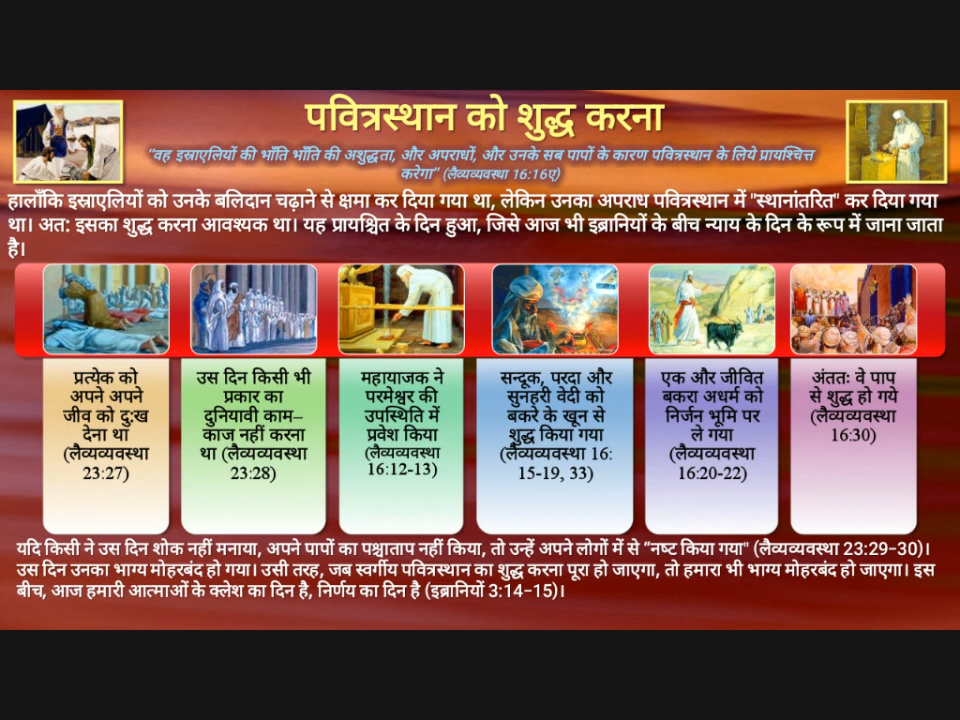 पवित्रस्थान को शुद्ध करना
“वह इस्राएलियों की भाँति भाँति की अशुद्धता, और अपराधों, और उनके सब पापों के कारण पवित्रस्थान के लिये प्रायश्चित्त
करेगा” (लैव्यव्यवस्था 16:16ए)
हालाँकि इस्राएलियों को उनके बलिदान चढ़ाने से क्षमा कर दिया गया था, लेकिन उनका अपराध पवित्रस्थान में "स्थानांतरित" कर दिया गया
था। अत: इसका शुद्ध करना आवश्यक था। यह प्रायश्चित के दिन हुआ, जिसे आज भी इब्रानियों के बीच न्याय के दिन के रूप में जाना जाता
है।
प्रत्येक को
अपने अपने
जीव को दुःख
देना था
(लैव्यव्यवस्था
23:27)
उस दिन किसी भी
प्रकार का
दुनियावी काम–
काज नहीं करना
था (लैव्यव्यवस्था
23:28)
महायाजक ने
परमेश्वर की
उपस्थिति में
प्रवेश किया
(लैव्यव्यवस्था
16:12-13)
सन्दूक, परदा और
सुनहरी वेदी को
बकरे के खून से
शुद्ध किया गया
(लैव्यव्यवस्था 16:
15-19, 33)
एक और जीवित
बकरा अधर्म को
निर्जन भूमि पर
ले गया
(लैव्यव्यवस्था
16:20-22)
अंततः वे पाप
से शुद्ध हो गये
(लैव्यव्यवस्था
16:30)
यदि किसी ने उस दिन शोक नहीं मनाया, अपने पापों का पश्चाताप नहीं किया, तो उन्हें अपने लोगों में से “नष्ट किया गया" (लैव्यव्यवस्था 23:29–30)।
उस दिन उनका भाग्य मोहरबंद हो गया। उसी तरह, जब स्वर्गीय पवित्रस्थान का शुद्ध करना पूरा हो जाएगा, तो हमारा भी भाग्य मोहरबंद हो जाएगा। इस
बीच, आज हमारी आत्माओं के क्लेश का दिन है, निर्णय का दिन है (इब्रानियों 3:14–15)।